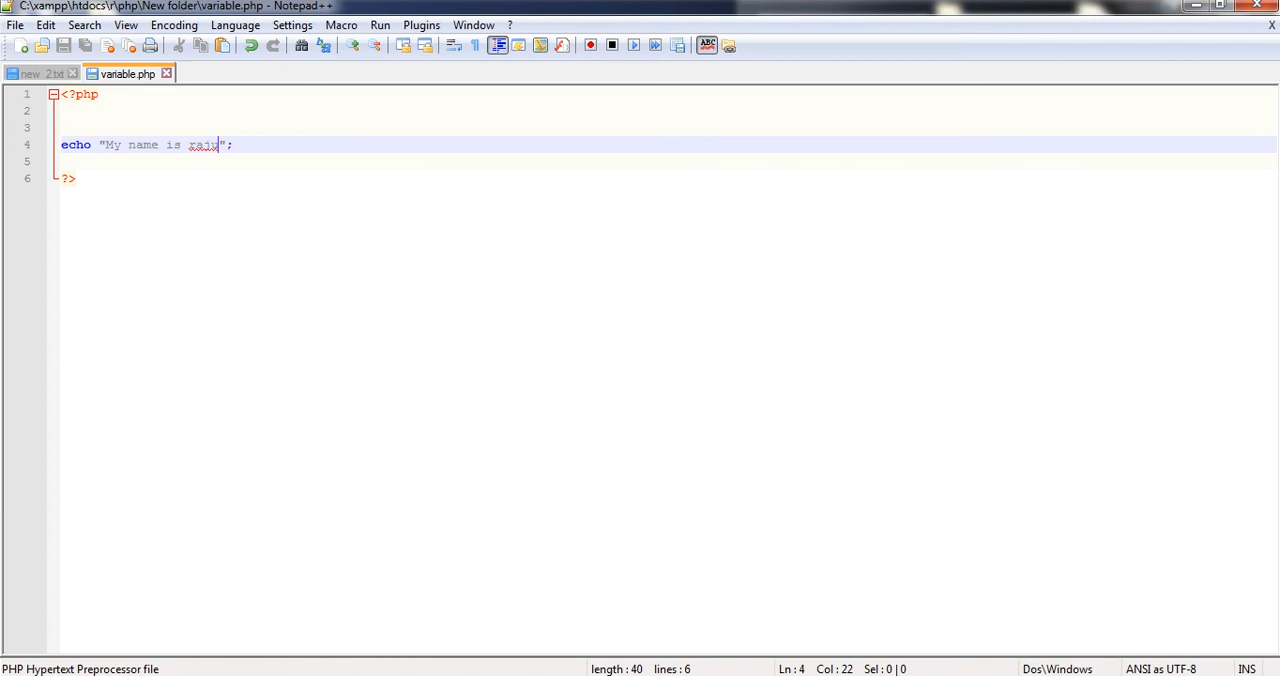 C:\xampp\htdocs\r\php\New folder\variable.php - Notepad++
File Edit Search View Encoding Language Settings Macro Run Plugins Window ? X
new 2.txt variable.php
1 <?php
2
3
4 echo "My name is raju";
5
6 ?>
PHP Hypertext Preprocessor file length : 40 lines : 6 Ln : 4 Col : 22 Sel : 0 | 0 Dos\Windows ANSI as UTF-8 INS